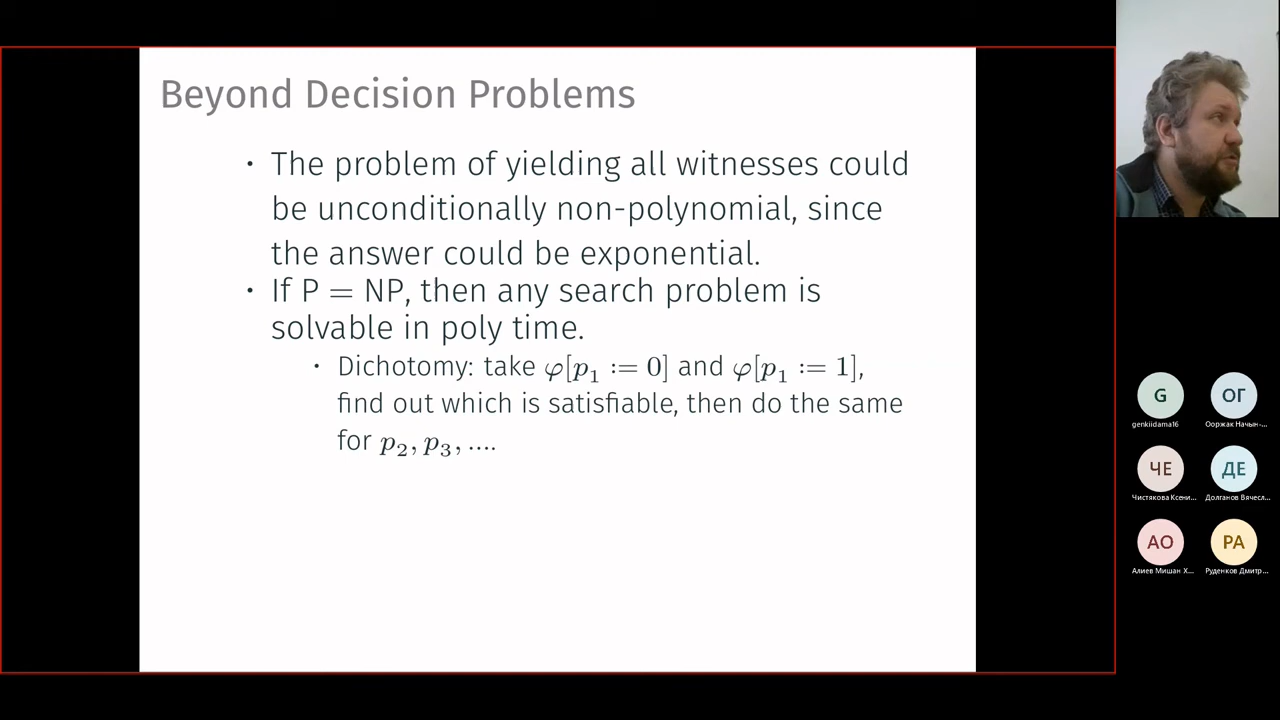 Beyond Decision Problems
• The problem of yielding all witnesses could
be unconditionally non-polynomial, since
the answer could be exponential.
• If P = NP, then any search problem is
solvable in poly time.
• Dichotomy: take φ[p₁ := 0] and φ[p₁ := 1],
find out which is satisfiable, then do the same
for p₂, p₃, ....
G
genkiidama16
ОГ
Ооржак Начын-...
ЧЕ
Чистякова Ксени...
ДЕ
Долганов Вячесл...
АО
Алиев Мишан Х...
РА
Руденков Дмитр...